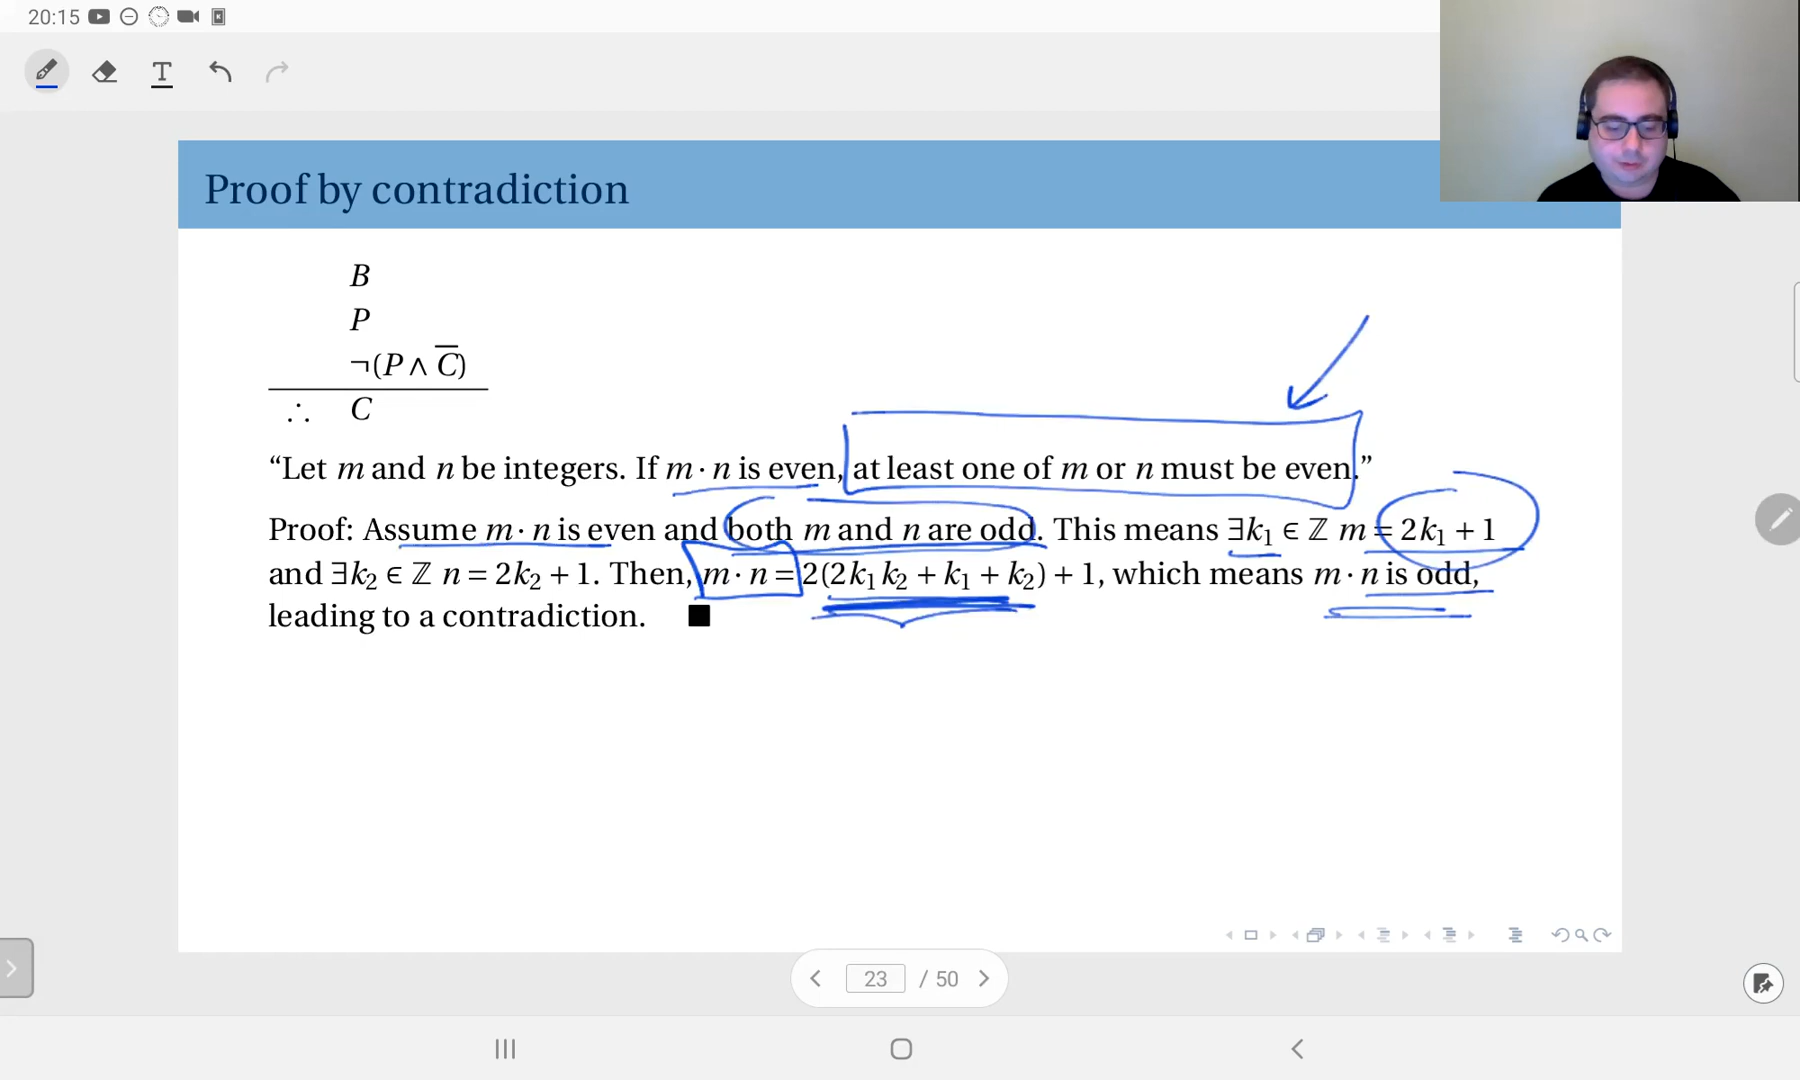 20:15
T
Proof by contradiction
B
P
¬(P ∧ C̅)
∴ C
“Let m and n be integers. If m · n is even, at least one of m or n must be even.”
Proof: Assume m · n is even and both m and n are odd. This means ∃k₁ ∈ ℤ m = 2k₁ + 1
and ∃k₂ ∈ ℤ n = 2k₂ + 1. Then, m · n = 2(2k₁k₂ + k₁ + k₂) + 1, which means m · n is odd,
leading to a contradiction. ■
23 / 50